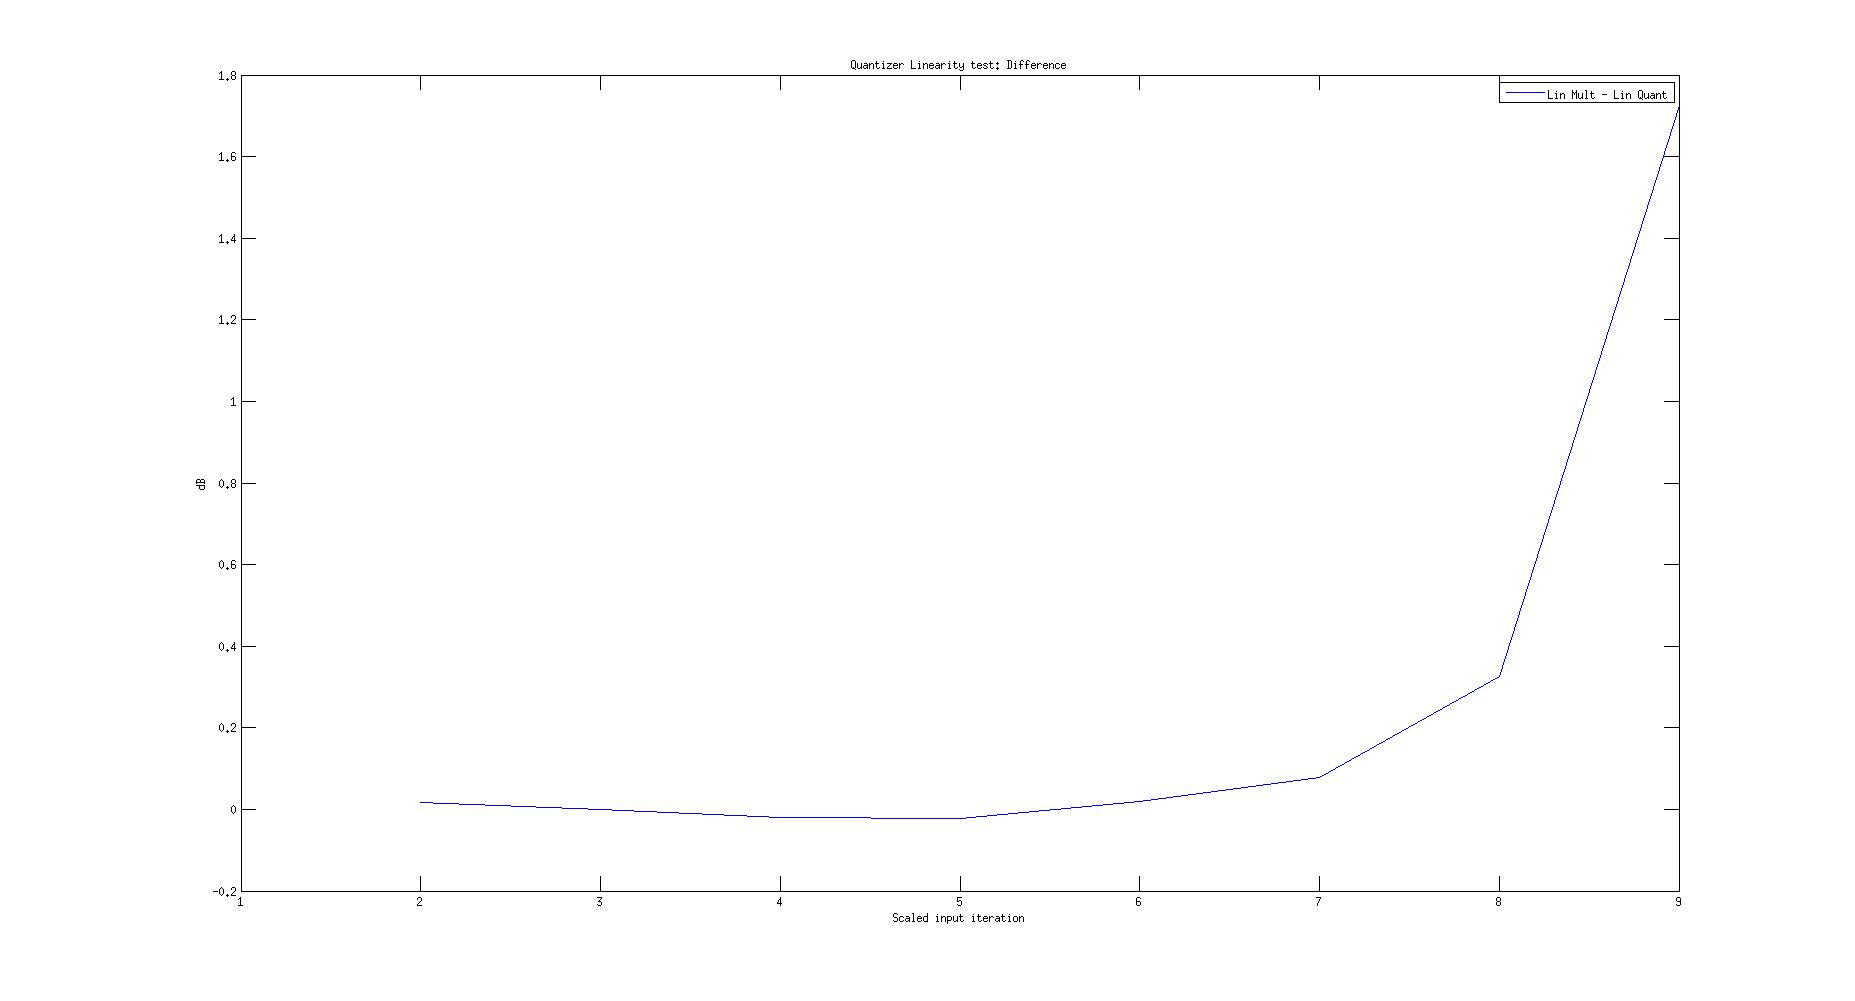 Quantizer Linearity test: Difference
Lin Mult - Lin Quant
1.8
1.6
1.4
1.2
1
0.8
0.6
0.4
0.2
0
-0.2
dB
1 2 3 4 5 6 7 8 9
Scaled input iteration